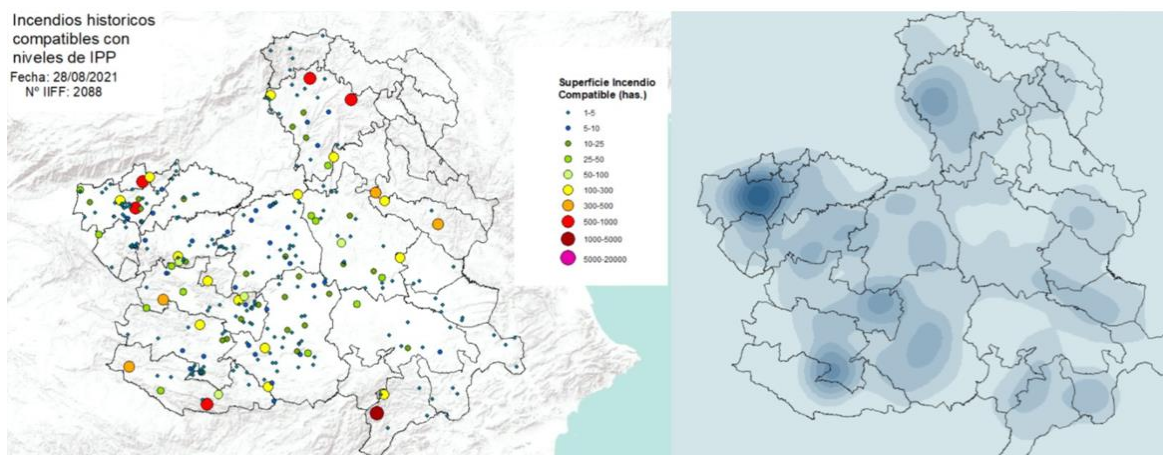 Incendios historicos
compatibles con
niveles de IPP
Fecha: 28/08/2021
Nº IIFF: 2088
Superficie Incendio
Compatible (has.)
1-5
5-10
10-25
25-50
50-100
100-300
300-500
500-1000
1000-5000
5000-20000